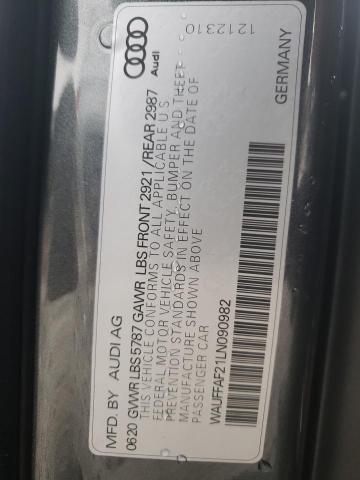 MFD. BY AUDI AG
Audi
0620 GVWR LBS 5787 GAWR LBS FRONT 2921/REAR 2987
THIS VEHICLE CONFORMS TO ALL APPLICABLE U.S.
FEDERAL MOTOR VEHICLE SAFETY, BUMPER AND THEFT
PREVENTION STANDARDS IN EFFECT ON THE DATE OF
MANUFACTURE SHOWN ABOVE
PASSENGER CAR
1212310
WAUFFAF21LN090982
GERMANY